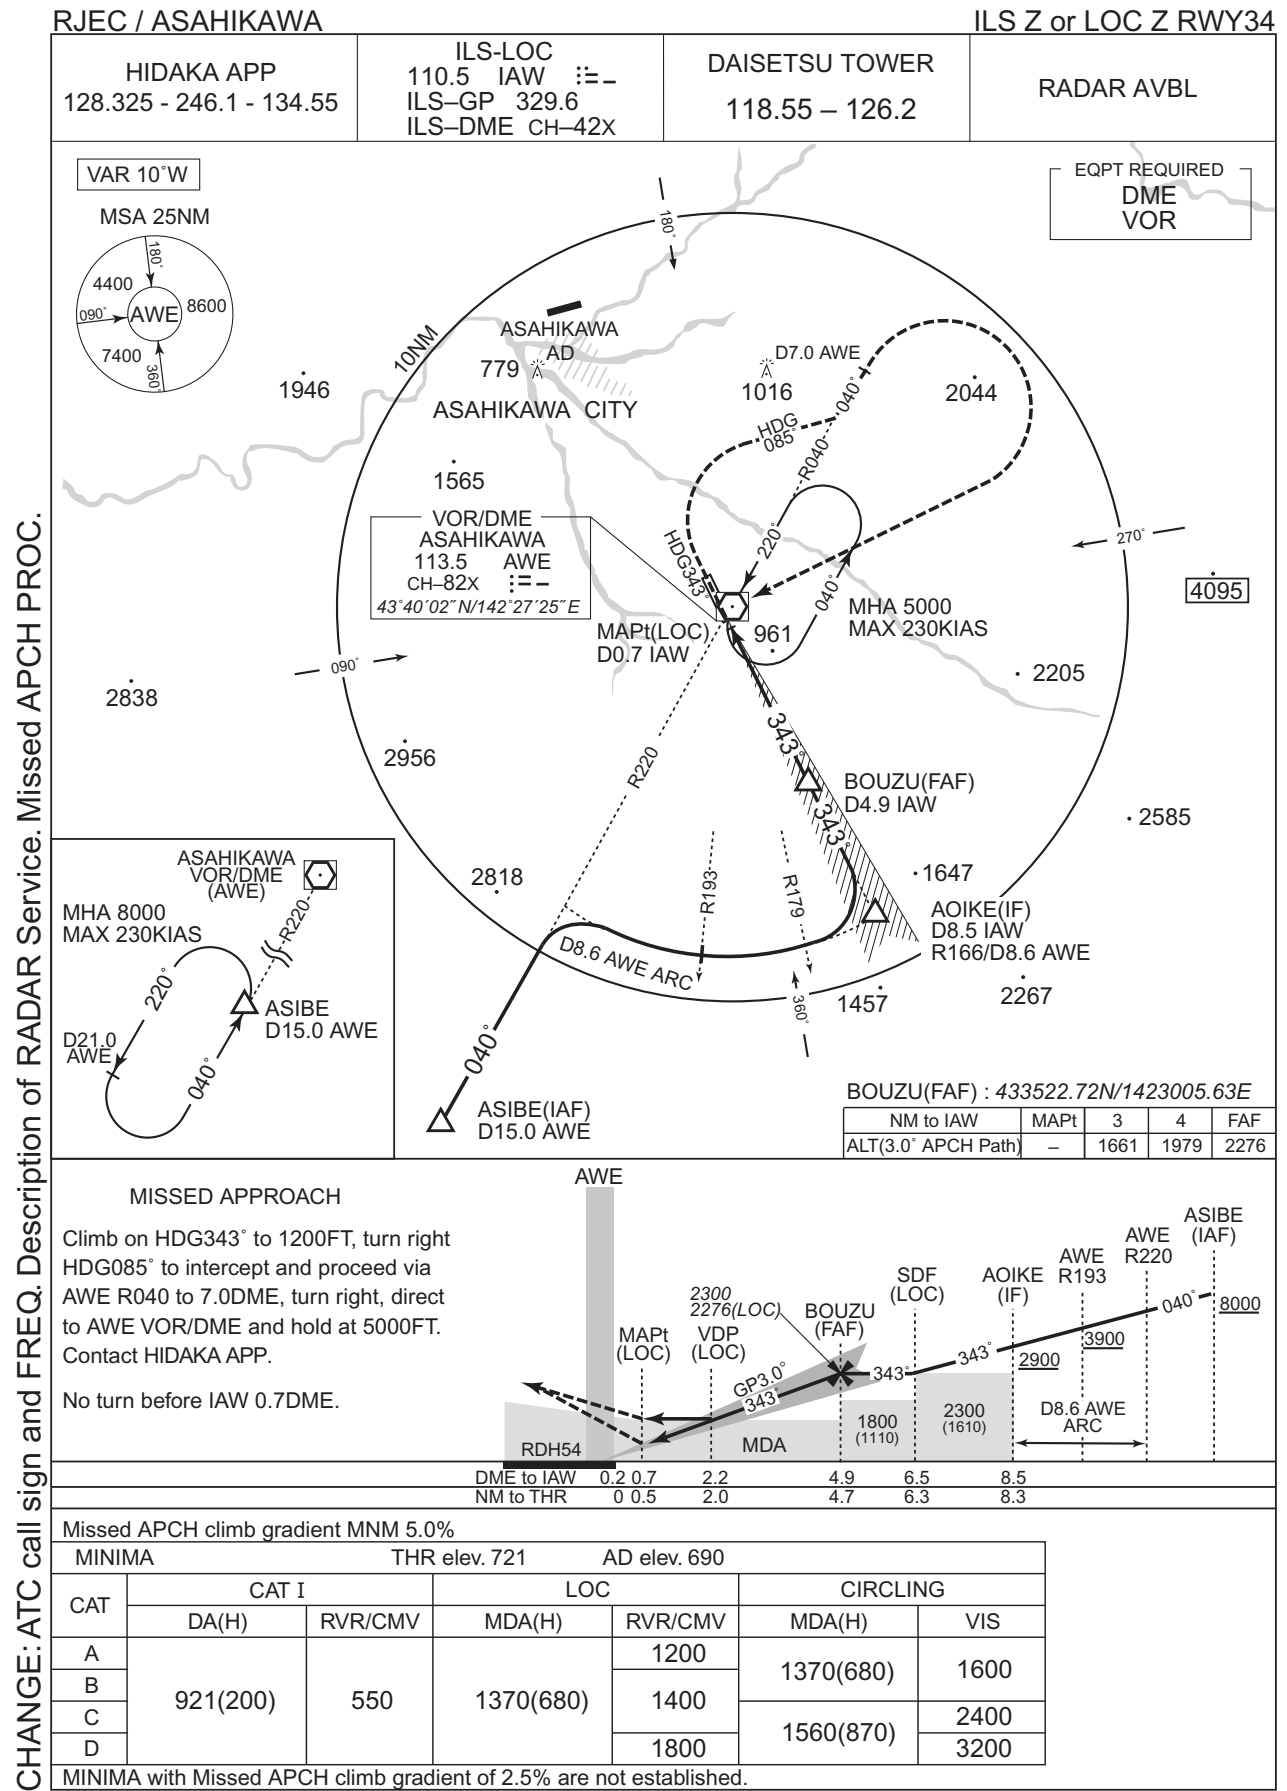 RJEC / ASAHIKAWA
ILS Z or LOC Z RWY34
HIDAKA APP
128.325 - 246.1 - 134.55
ILS-LOC
110.5 IAW
ILS–GP 329.6
ILS–DME CH–42X
DAISETSU TOWER
118.55 – 126.2
RADAR AVBL
VAR 10°W
MSA 25NM
180°
4400
090°
AWE
8600
7400
360°
EQPT REQUIRED
DME
VOR
180°
10NM
ASAHIKAWA
AD
779
1946
ASAHIKAWA CITY
D7.0 AWE
1016
040°
2044
HDG
085°
R040
1565
VOR/DME
ASAHIKAWA
113.5 AWE
CH–82X
43°40´02˝N/142°27´25˝E
HDG343°
220°
040°
270°
4095
MHA 5000
MAX 230KIAS
MAPt(LOC)
D0.7 IAW
961
090°
2838
2205
2956
R220
343°
BOUZU(FAF)
D4.9 IAW
343°
2585
2818
R193
R179
1647
AOIKE(IF)
D8.5 IAW
R166/D8.6 AWE
D8.6 AWE ARC
360°
1457
2267
040°
ASIBE(IAF)
D15.0 AWE
ASAHIKAWA
VOR/DME
(AWE)
MHA 8000
MAX 230KIAS
R220
220°
ASIBE
D15.0 AWE
D21.0
AWE
040°
BOUZU(FAF) : 433522.72N/1423005.63E
NM to IAW MAPt 3 4 FAF
ALT(3.0° APCH Path) – 1661 1979 2276
MISSED APPROACH
Climb on HDG343° to 1200FT, turn right
HDG085° to intercept and proceed via
AWE R040 to 7.0DME, turn right, direct
to AWE VOR/DME and hold at 5000FT.
Contact HIDAKA APP.
No turn before IAW 0.7DME.
AWE
ASIBE
(IAF)
AWE
R220
AWE
R193
AOIKE
(IF)
SDF
(LOC)
2300
2276(LOC)
BOUZU
(FAF)
MAPt
(LOC)
VDP
(LOC)
040°
8000
3900
2900
343°
343°
GP3.0°
343°
1800
(1110)
2300
(1610)
D8.6 AWE
ARC
RDH54
MDA
DME to IAW 0.2 0.7 2.2 4.9 6.5 8.5
NM to THR 0 0.5 2.0 4.7 6.3 8.3
Missed APCH climb gradient MNM 5.0%
MINIMA THR elev. 721 AD elev. 690
CAT CAT I LOC CIRCLING
DA(H) RVR/CMV MDA(H) RVR/CMV MDA(H) VIS
A 1200
B 1370(680) 1600
921(200) 550 1370(680) 1400
C 2400
1560(870)
D 1800 3200
MINIMA with Missed APCH climb gradient of 2.5% are not established.
CHANGE: ATC call sign and FREQ. Description of RADAR Service. Missed APCH PROC.